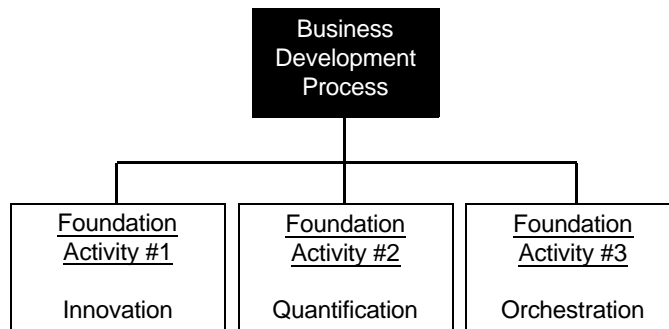 Business
Development
Process
Foundation
Activity #1
Innovation
Foundation
Activity #2
Quantification
Foundation
Activity #3
Orchestration